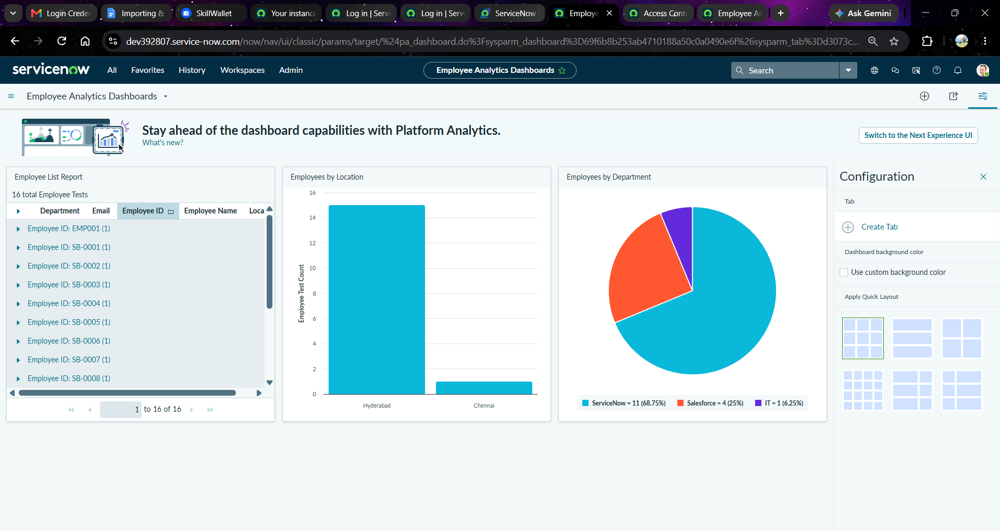 Login Creder
Importing &
SkillWallet
Your instance
Log in | Servi
Log in | Servi
ServiceNow
Employe
Access Contr
Employee Ar
Ask Gemini
dev392807.service-now.com/now/nav/ui/classic/params/target/%24pa_dashboard.do%3Fsysparm_dashboard%3D69f6b8b253ab4710188a50c0a0490e6f%26sysparm_tab%3Dd3073c...
servicenow
All
Favorites
History
Workspaces
Admin
Employee Analytics Dashboards
Search
Employee Analytics Dashboards
Stay ahead of the dashboard capabilities with Platform Analytics.
What's new?
Switch to the Next Experience UI
Employee List Report
16 total Employee Tests
Department Email Employee ID Employee Name Loca
Employee ID: EMP001 (1)
Employee ID: SB-0001 (1)
Employee ID: SB-0002 (1)
Employee ID: SB-0003 (1)
Employee ID: SB-0004 (1)
Employee ID: SB-0005 (1)
Employee ID: SB-0006 (1)
Employee ID: SB-0007 (1)
Employee ID: SB-0008 (1)
1 to 16 of 16
Employees by Location
16
14
12
10
8
6
4
2
0
Employee Test Count
Hyderabad
Chennai
Employees by Department
ServiceNow = 11 (68.75%)
Salesforce = 4 (25%)
IT = 1 (6.25%)
Configuration
Tab
Create Tab
Dashboard background color
Use custom background color
Apply Quick Layout